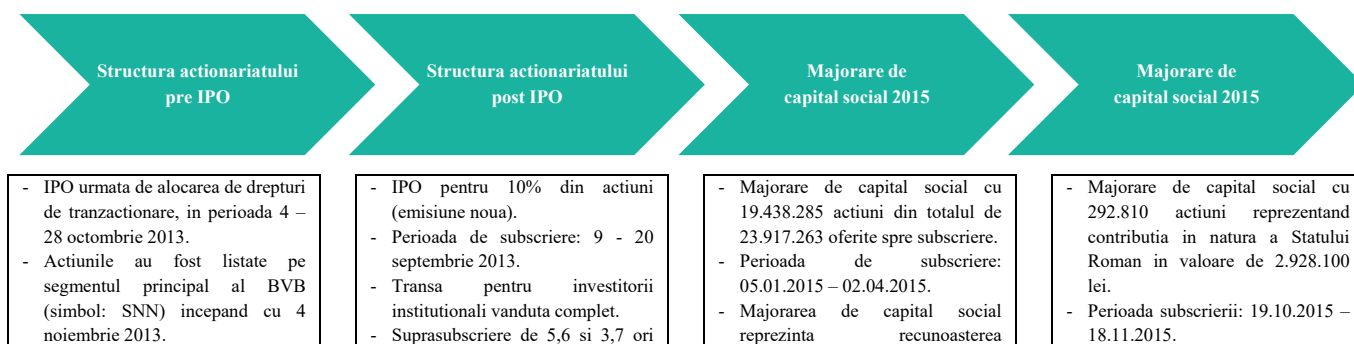 Structura actionariatului
pre IPO
Structura actionariatului
post IPO
Majorare de
capital social 2015
Majorare de
capital social 2015
- IPO urmata de alocarea de drepturi
de tranzactionare, in perioada 4 –
28 octombrie 2013.
- Actiunile au fost listate pe
segmentul principal al BVB
(simbol: SNN) incepand cu 4
noiembrie 2013.
- IPO pentru 10% din actiuni
(emisiune noua).
- Perioada de subscriere: 9 - 20
septembrie 2013.
- Transa pentru investitorii
institutionali vanduta complet.
- Suprasubscriere de 5,6 si 3,7 ori
- Majorare de capital social cu
19.438.285 actiuni din totalul de
23.917.263 oferite spre subscriere.
- Perioada de subscriere:
05.01.2015 – 02.04.2015.
- Majorarea de capital social
reprezinta recunoasterea
- Majorare de capital social cu
292.810 actiuni reprezentand
contributia in natura a Statului
Roman in valoare de 2.928.100
lei.
- Perioada subscrierii: 19.10.2015 –
18.11.2015.